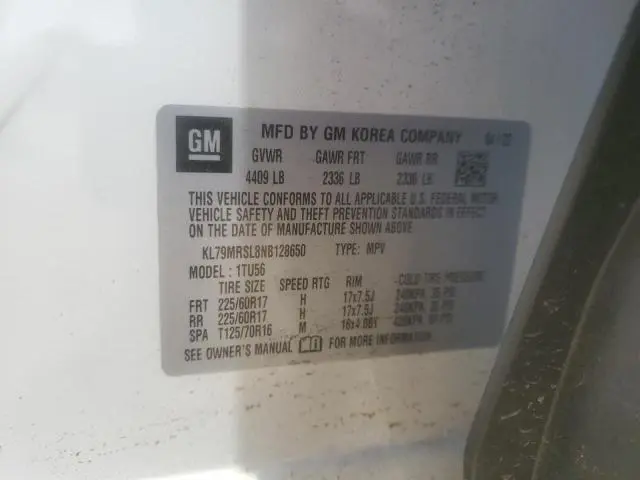 GM MFD BY GM KOREA COMPANY
GVWR GAWR FRT GAWR RR
4409 LB 2336 LB 2336 LB
THIS VEHICLE CONFORMS TO ALL APPLICABLE U.S. FEDERAL MOTOR
VEHICLE SAFETY AND THEFT PREVENTION STANDARDS IN EFFECT ON
THE DATE OF MANUFACTURE SHOWN ABOVE
KL79MRSL8NB128650 TYPE: MPV
MODEL: 1TU56
TIRE SIZE SPEED RTG RIM COLD TIRE PRESSURE
FRT 225/60R17 H 17x7.5J 240KPA 35 PSI
RR 225/60R17 H 17x7.5J 240KPA 35 PSI
SPA T125/70R16 M 420KPA
SEE OWNER'S MANUAL FOR MORE INFORMATION